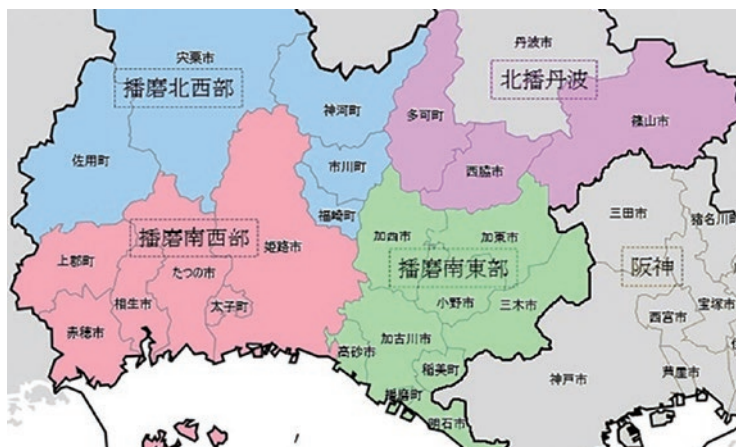 宍粟市
丹波市
播磨北西部
北播丹波
神河町
多可町
篠山市
佐用町
市川町
西脇市
福崎町
三田市
猪名川町
加西市
加東市
播磨南西部
姫路市
上郡町
たつの市
播磨南東部
阪神
相生市
太子町
小野市
三木市
宝塚市
赤穂市
西宮市
加古川市
高砂市
稲美町
芦屋市
神戸市
播磨町
明石市